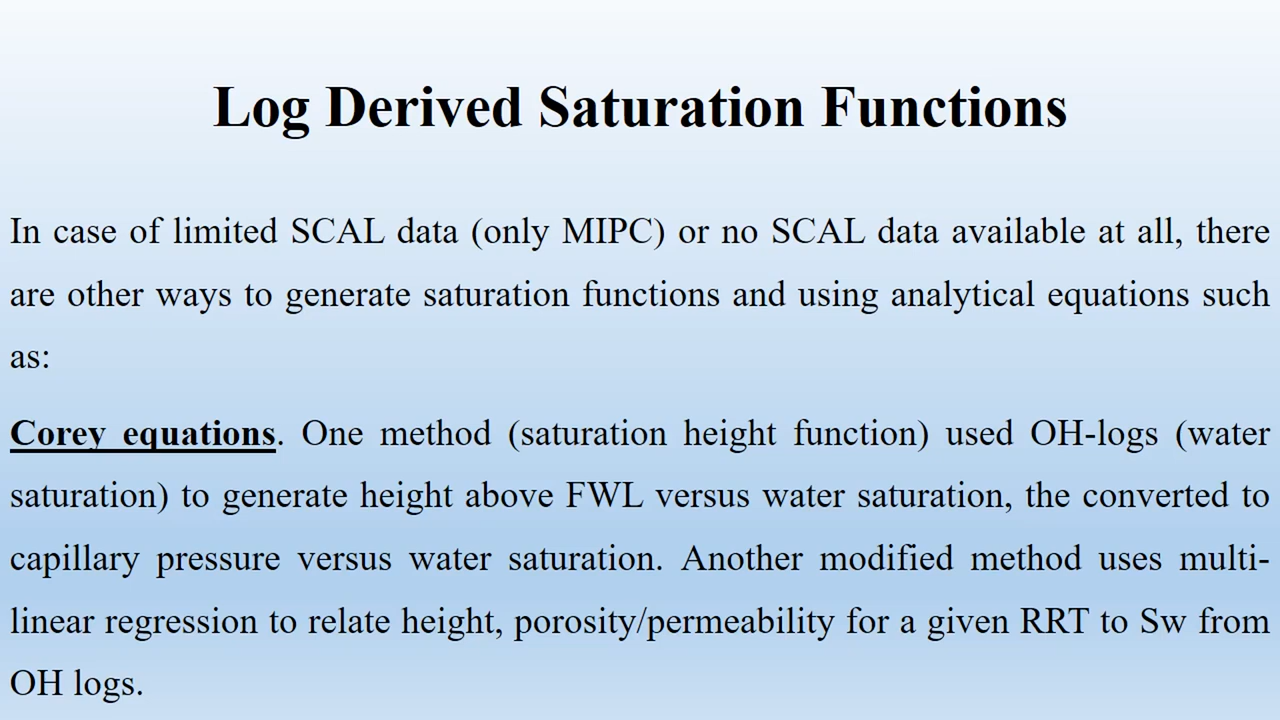 Log Derived Saturation Functions
In case of limited SCAL data (only MIPC) or no SCAL data available at all, there
are other ways to generate saturation functions and using analytical equations such
as:
Corey equations. One method (saturation height function) used OH-logs (water
saturation) to generate height above FWL versus water saturation, the converted to
capillary pressure versus water saturation. Another modified method uses multi-
linear regression to relate height, porosity/permeability for a given RRT to Sw from
OH logs.